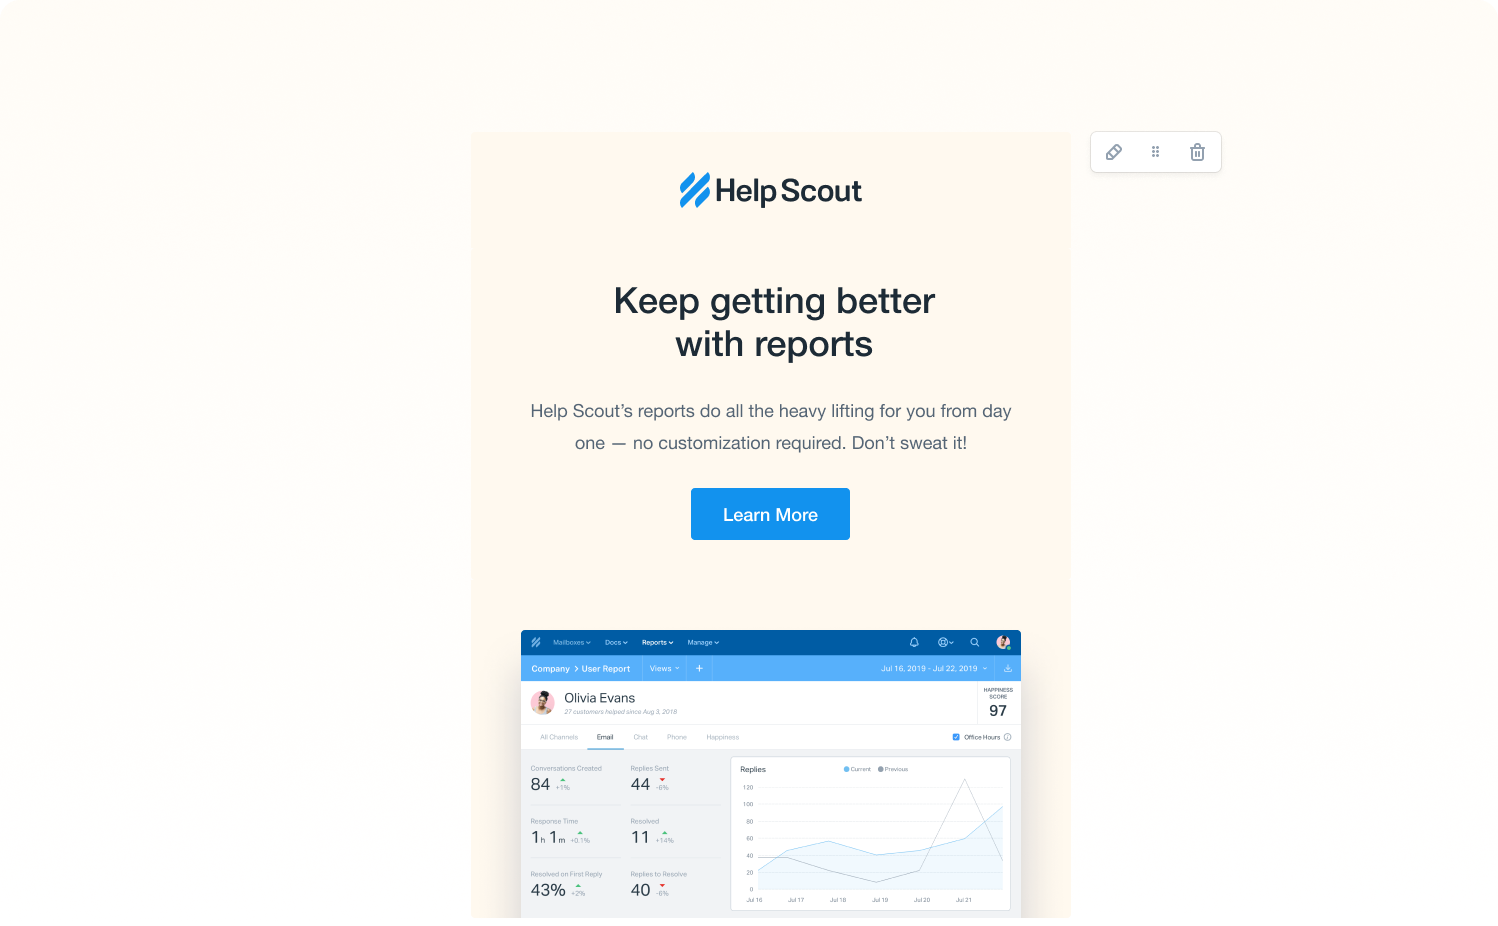 Help Scout
Keep getting better
with reports
Help Scout’s reports do all the heavy lifting for you from day
one — no customization required. Don’t sweat it!
Learn More
Mailboxes Docs Reports Manage
Company > User Report Views + Jul 16, 2019 - Jul 22, 2019
Olivia Evans
27 customers helped since Aug 3, 2018
HAPPINESS
SCORE
97
All Channels Email Chat Phone Happiness Office Hours
Conversations Created
84 +1%
Replies Sent
44 -6%
Response Time
1h 1m +0.1%
Resolved
11 +14%
Resolved on First Reply
43% +2%
Replies to Resolve
40 -6%
Replies Current Previous
120
100
80
60
40
20
0
Jul 16 Jul 17 Jul 18 Jul 19 Jul 20 Jul 21